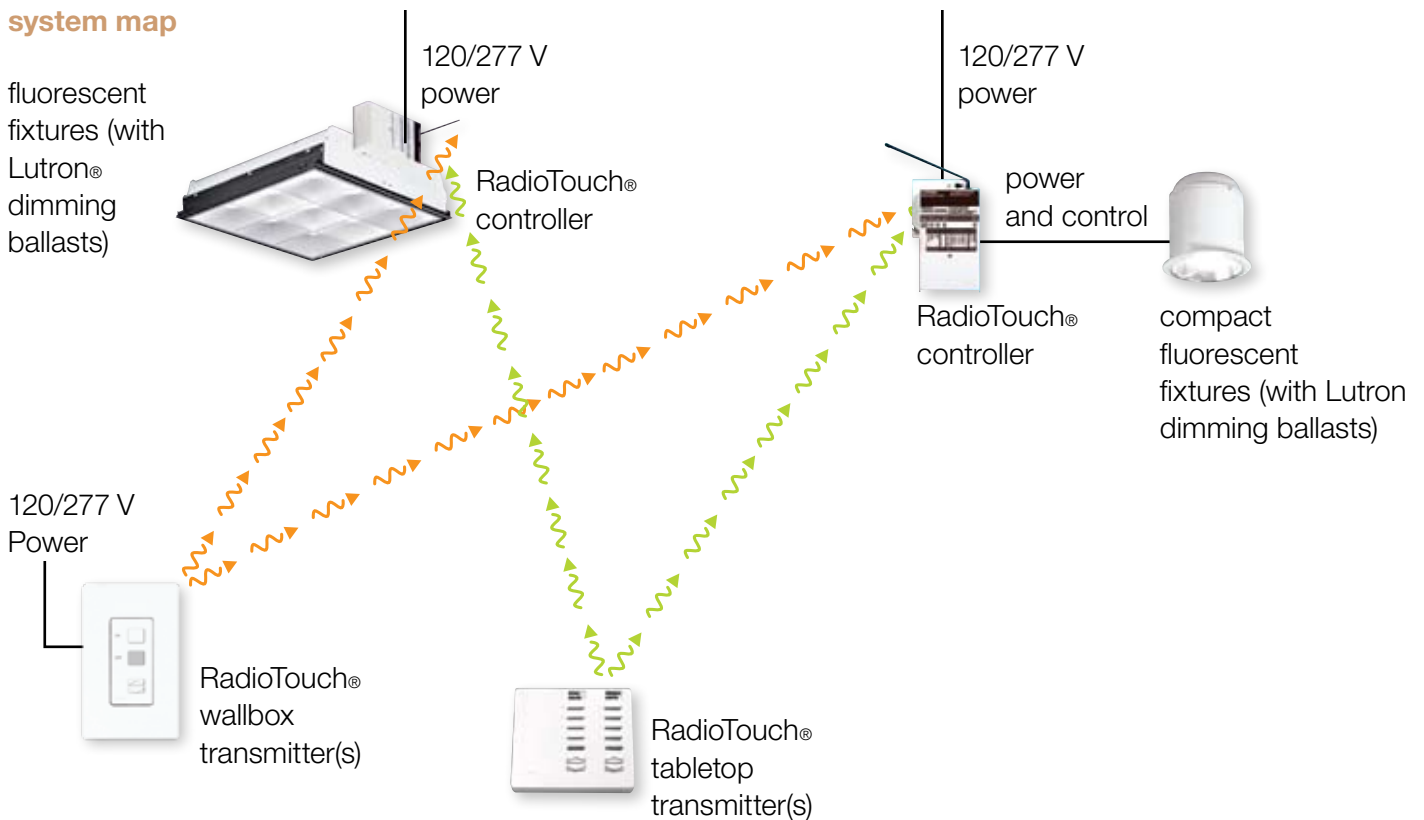 system map
fluorescent
fixtures (with
Lutron®
dimming
ballasts)
120/277 V
power
RadioTouch®
controller
120/277 V
power
power
and control
RadioTouch®
controller
compact
fluorescent
fixtures (with Lutron
dimming ballasts)
120/277 V
Power
RadioTouch®
wallbox
transmitter(s)
RadioTouch®
tabletop
transmitter(s)